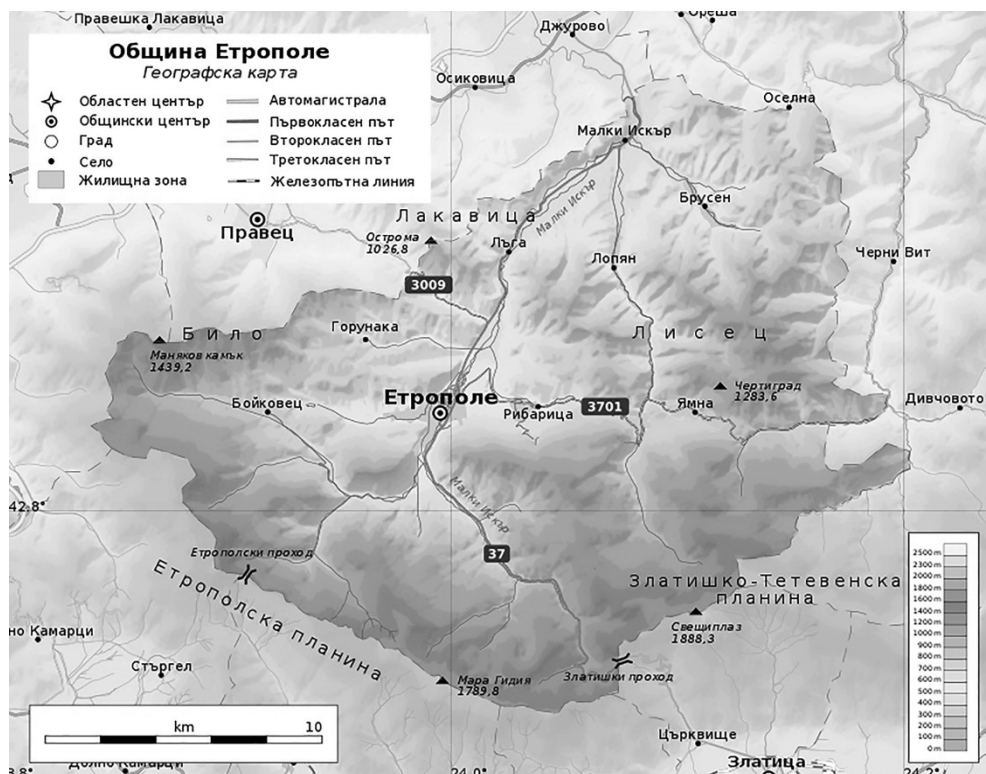 Правешка Лакавица
Джурово
Ореша
Община Етрополе
Географска карта
Областен център
Общински център
Град
Село
Жилищна зона
Автомагистрала
Първокласен път
Второкласен път
Третокласен път
Железопътна линия
Осиковица
Оселна
Малки Искър
Брусен
Малки Искър
Лакавица
Правец
Острома
1026,8
Лъга
Лопян
Черни Вит
3009
Горунака
Било
Лисец
Маняков камък
1439,2
Чертиград
1283,6
Етрополе
Бойковец
Рибарица
3701
Ямна
Дивчовото
Малки Искър
42.8°
37
Етрополски проход
Етрополска планина
Златишко-Тетевенска
планина
Свещиплаз
1888,3
Златишки проход
Мара Гидия
1789,8
но Камарци
Стъргел
km 10
Църквище
Златица
Долно Камарци
24.0°
24.2°
2500 m
2300 m
2000 m
1800 m
1600 m
1400 m
1200 m
1000 m
900 m
800 m
700 m
600 m
500 m
400 m
300 m
200 m
100 m
0 m